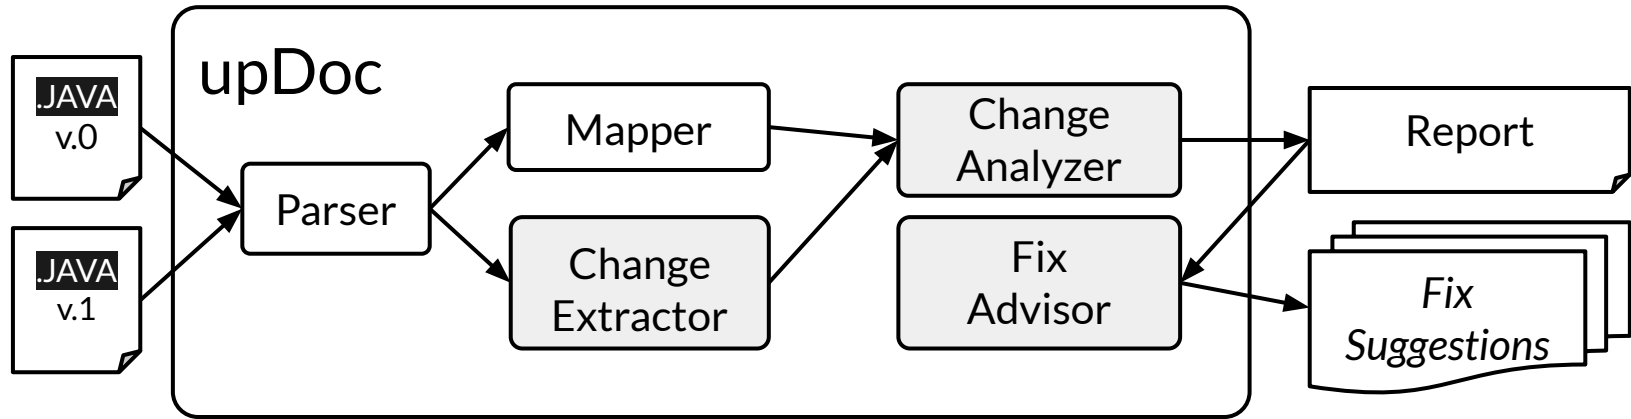 upDoc
.JAVA
v.0
.JAVA
v.1
Parser
Mapper
Change
Extractor
Change
Analyzer
Fix
Advisor
Report
Fix
Suggestions